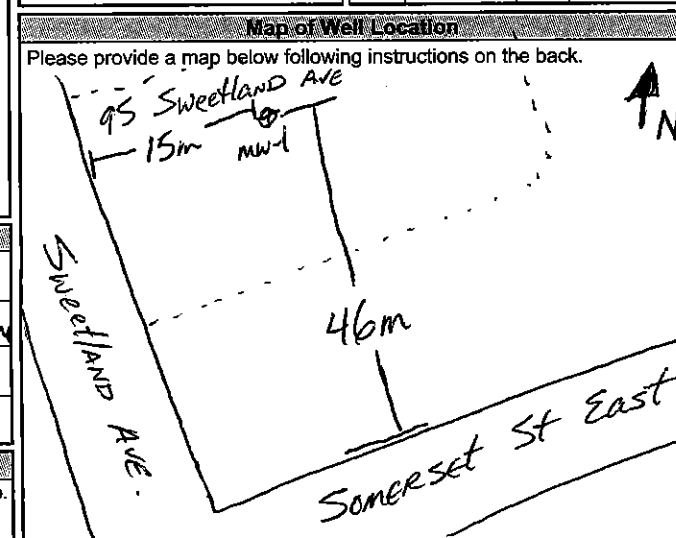 Map of Well Location
Please provide a map below following instructions on the back.
95 Sweetland Ave
15m
mw-1
N
Sweetland Ave.
46m
Somerset St East